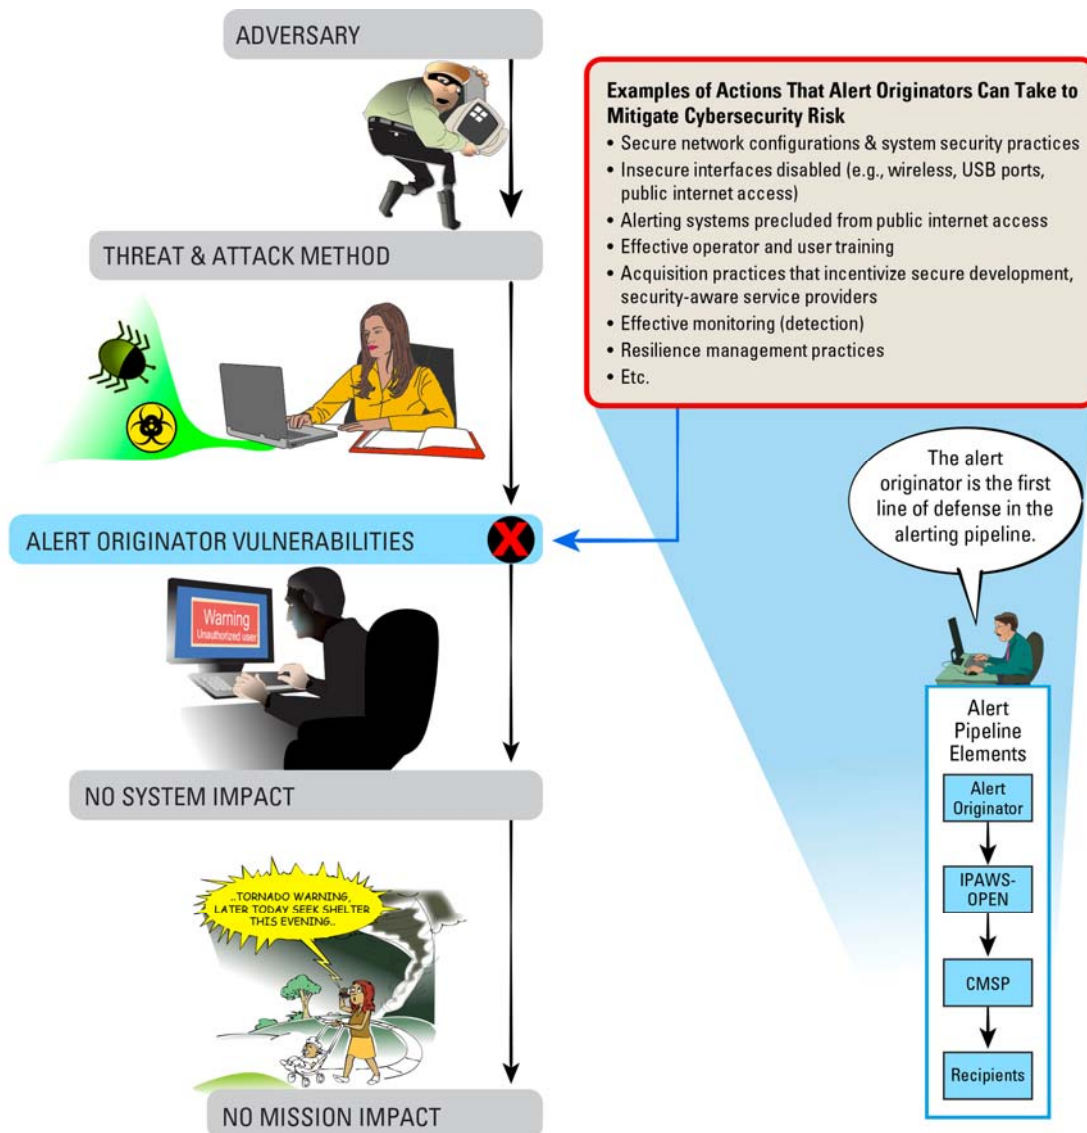 ADVERSARY
Examples of Actions That Alert Originators Can Take to
Mitigate Cybersecurity Risk
• Secure network configurations & system security practices
• Insecure interfaces disabled (e.g., wireless, USB ports,
public internet access)
• Alerting systems precluded from public internet access
• Effective operator and user training
• Acquisition practices that incentivize secure development,
security-aware service providers
• Effective monitoring (detection)
• Resilience management practices
• Etc.
THREAT & ATTACK METHOD
ALERT ORIGINATOR VULNERABILITIES
X
The alert
originator is the first
line of defense in the
alerting pipeline.
Warning
Unauthorized user
NO SYSTEM IMPACT
..TORNADO WARNING,
LATER TODAY SEEK SHELTER
THIS EVENING..
NO MISSION IMPACT
Alert
Pipeline
Elements
Alert
Originator
IPAWS-
OPEN
CMSP
Recipients